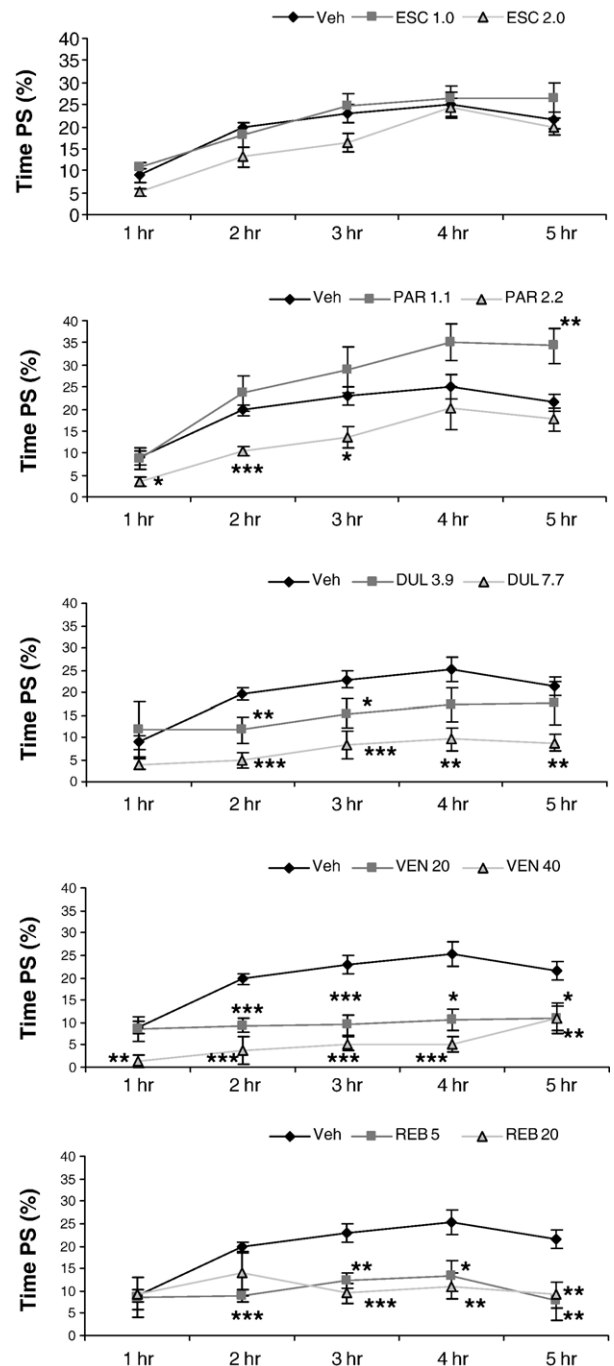 Veh ESC 1.0 ESC 2.0
Time PS (%)
40
35
30
25
20
15
10
5
0
1 hr 2 hr 3 hr 4 hr 5 hr
Veh PAR 1.1 PAR 2.2
Time PS (%)
40
35
30
25
20
15
10
5
0
**
* *** *
1 hr 2 hr 3 hr 4 hr 5 hr
Veh DUL 3.9 DUL 7.7
Time PS (%)
40
35
30
25
20
15
10
5
0
** *
*** *** ** **
1 hr 2 hr 3 hr 4 hr 5 hr
Veh VEN 20 VEN 40
Time PS (%)
40
35
30
25
20
15
10
5
0
*** *** * *
** *** *** *** **
1 hr 2 hr 3 hr 4 hr 5 hr
Veh REB 5 REB 20
Time PS (%)
40
35
30
25
20
15
10
5
0
** * **
*** *** ** **
1 hr 2 hr 3 hr 4 hr 5 hr